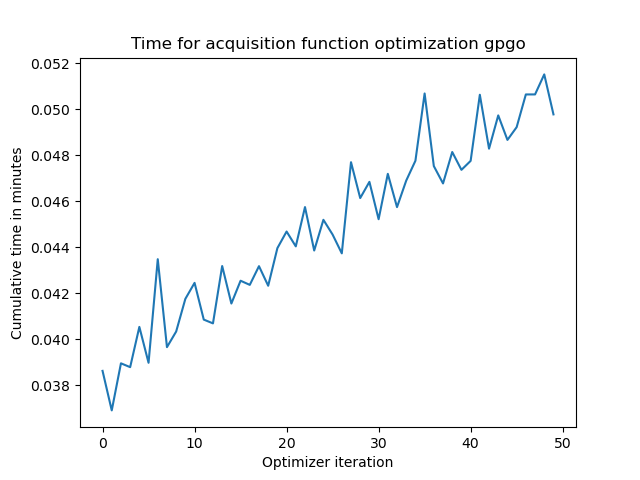 Time for acquisition function optimization gpgo
0.052
0.050
0.048
0.046
0.044
0.042
0.040
0.038
Cumulative time in minutes
0 10 20 30 40 50
Optimizer iteration